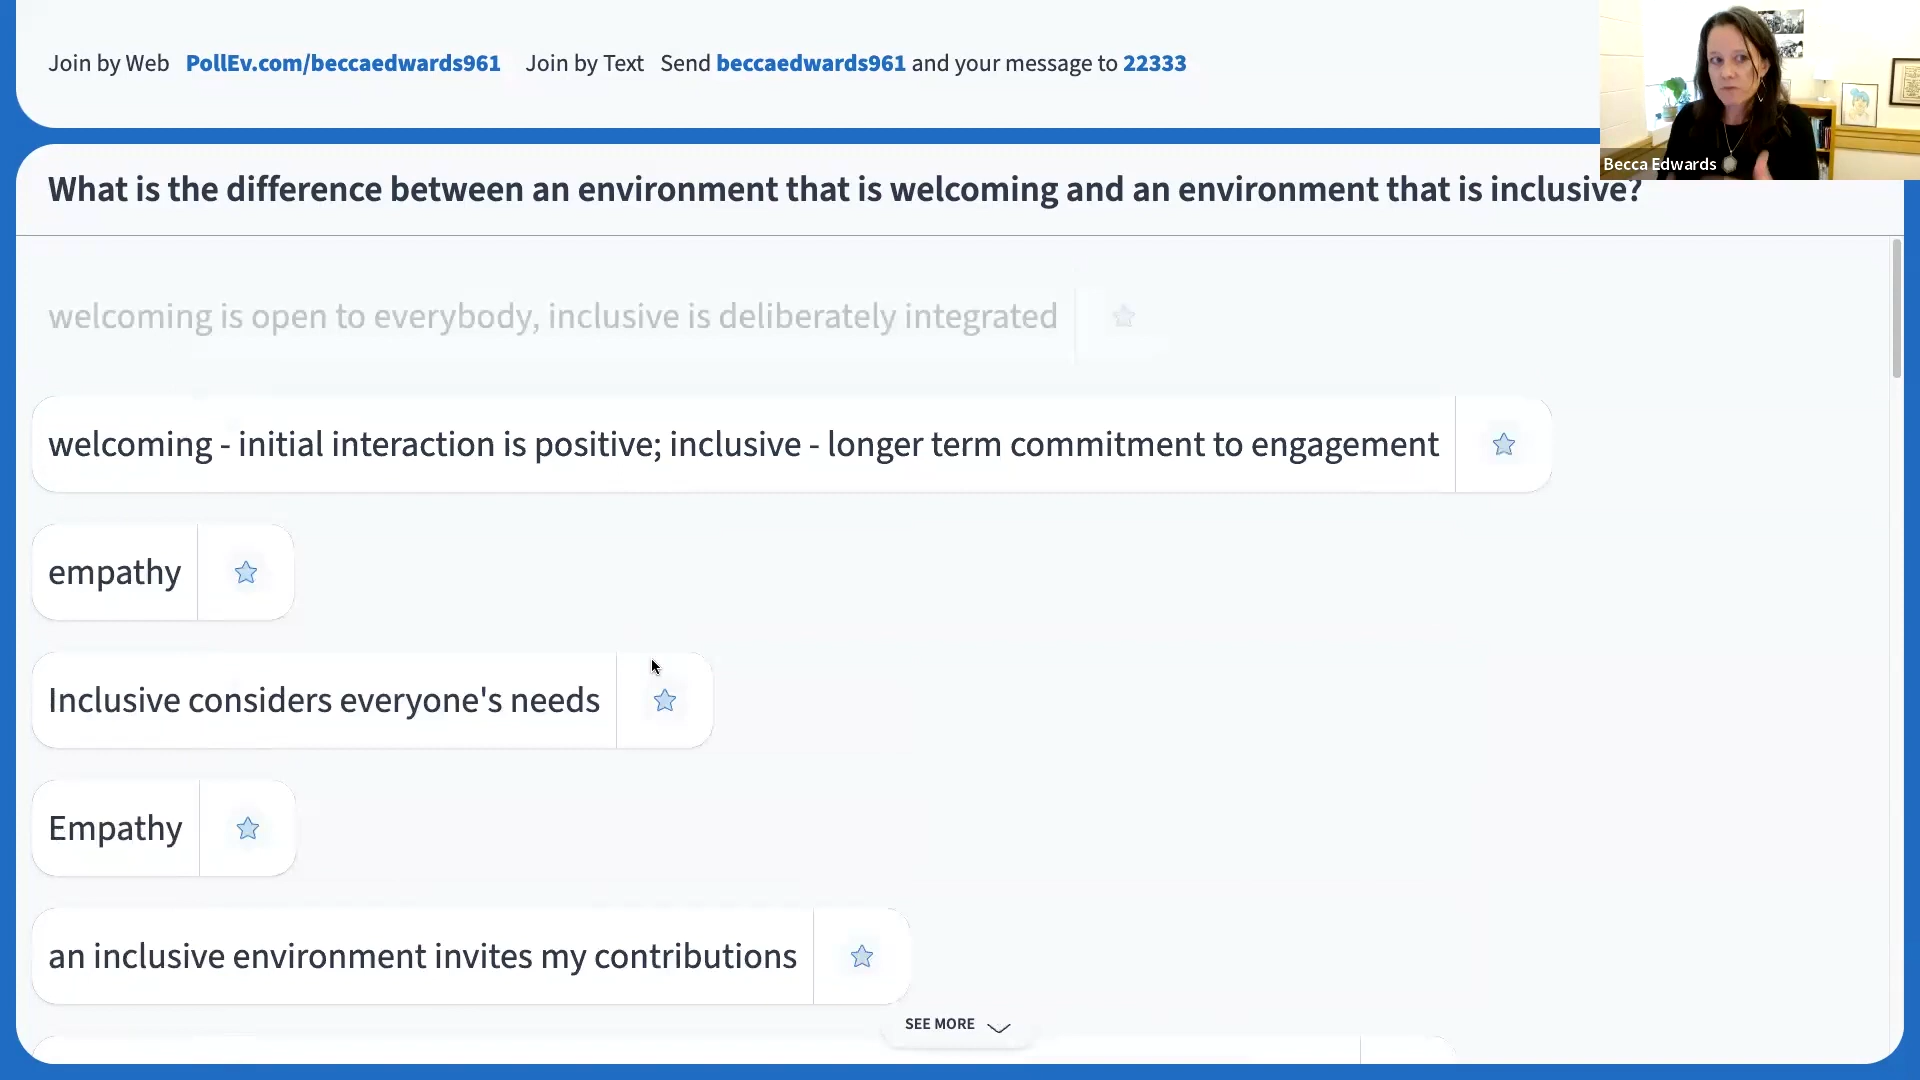 Join by Web PollEv.com/beccaedwards961 Join by Text Send beccaedwards961 and your message to 22333
Becca Edwards
What is the difference between an environment that is welcoming and an environment that is inclusive?
welcoming is open to everybody, inclusive is deliberately integrated
welcoming - initial interaction is positive; inclusive - longer term commitment to engagement
empathy
Inclusive considers everyone's needs
Empathy
an inclusive environment invites my contributions
SEE MORE